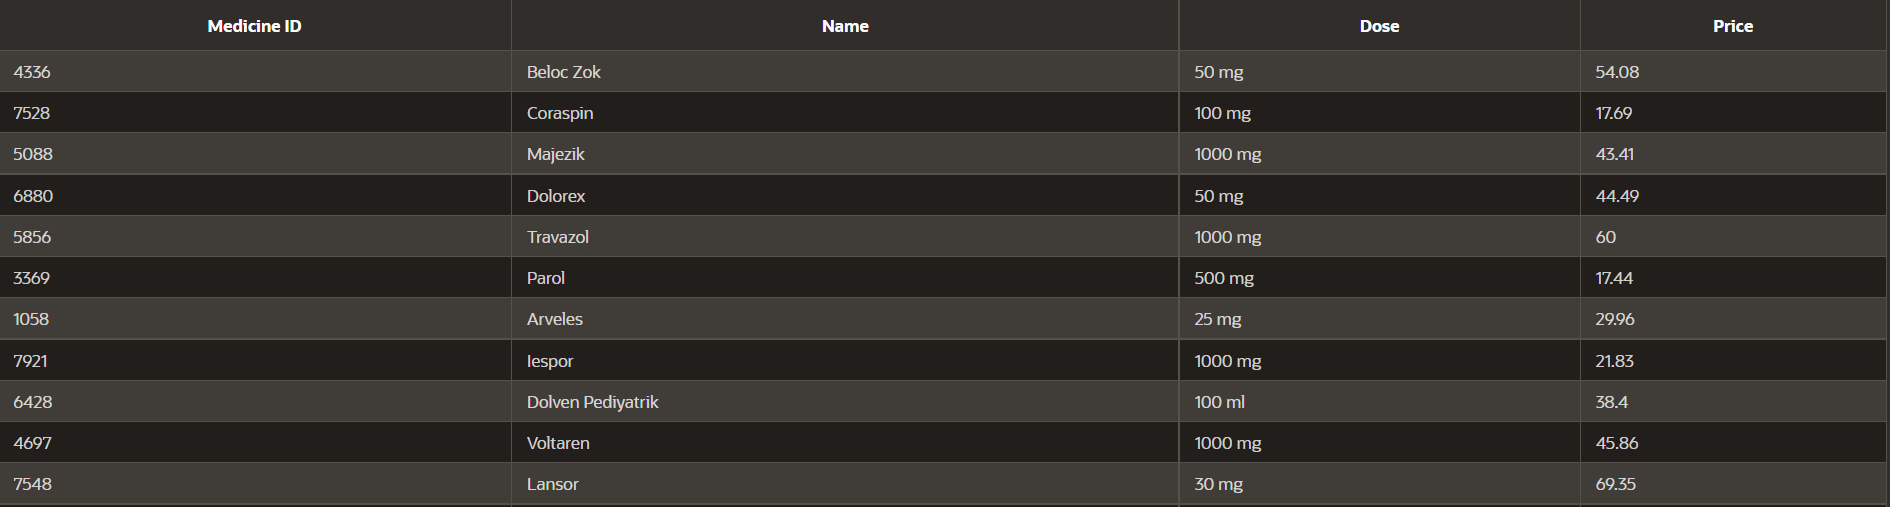 Medicine ID Name Dose Price
4336 Beloc Zok 50 mg 54.08
7528 Coraspin 100 mg 17.69
5088 Majezik 1000 mg 43.41
6880 Dolorex 50 mg 44.49
5856 Travazol 1000 mg 60
3369 Parol 500 mg 17.44
1058 Arveles 25 mg 29.96
7921 Iespor 1000 mg 21.83
6428 Dolven Pediyatrik 100 ml 38.4
4697 Voltaren 1000 mg 45.86
7548 Lansor 30 mg 69.35